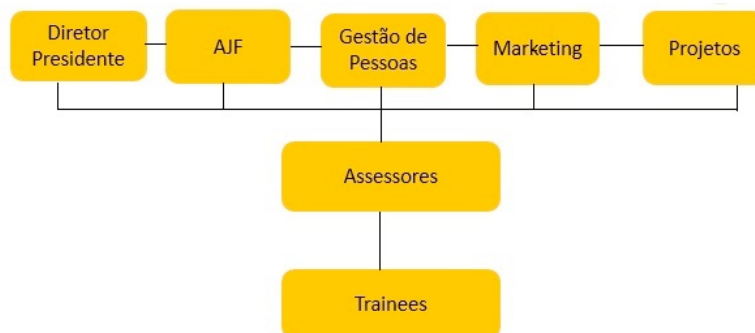 Diretor
Presidente
AJF
Gestão de
Pessoas
Marketing
Projetos
Assessores
Trainees